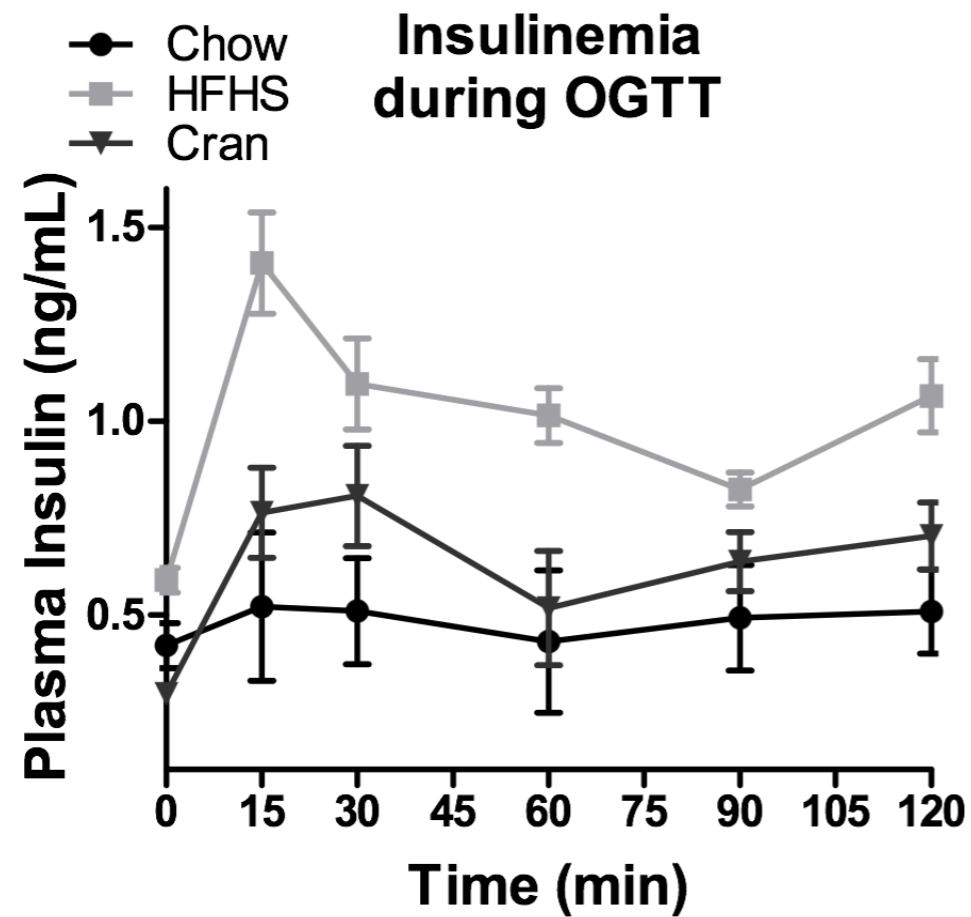 Chow
HFHS
Cran
Insulinemia
during OGTT
Plasma Insulin (ng/mL)
1.5
1.0
0.5
0 15 30 45 60 75 90 105 120
Time (min)